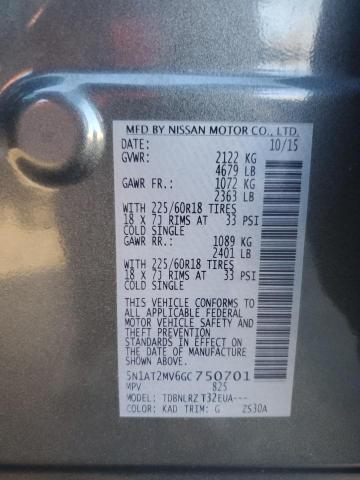 MFD BY NISSAN MOTOR CO., LTD.
DATE: 10/15
GVWR: 2122 KG
4679 LB
GAWR FR.: 1072 KG
2363 LB
WITH 225/60R18 TIRES
18 X 7J RIMS AT 33 PSI
COLD SINGLE
GAWR RR.: 1089 KG
2401 LB
WITH 225/60R18 TIRES
18 X 7J RIMS AT 33 PSI
COLD SINGLE
THIS VEHICLE CONFORMS TO
ALL APPLICABLE FEDERAL
MOTOR VEHICLE SAFETY AND
THEFT PREVENTION
STANDARDS IN EFFECT ON
THE DATE OF MANUFACTURE
SHOWN ABOVE.
5N1AT2MV6GC750701
MPV 825
MODEL: TDBNLRZ T32EUA---
COLOR: KAD TRIM: G 2530A